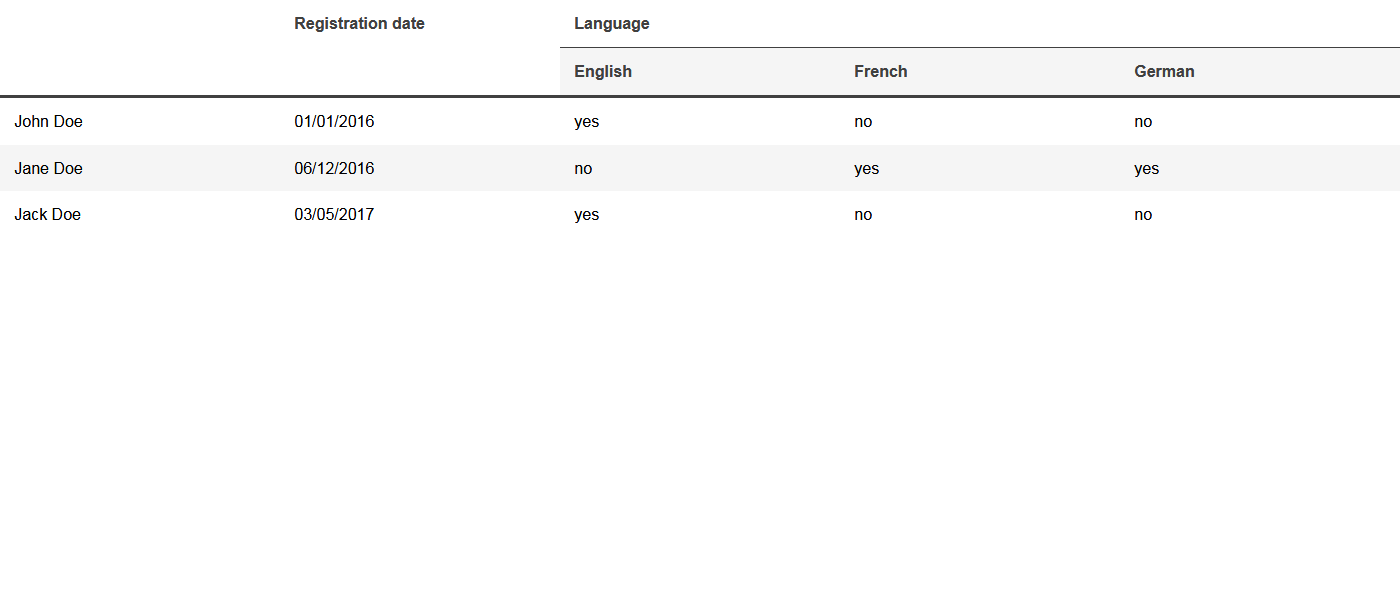 Registration date Language
English French German
John Doe 01/01/2016 yes no no
Jane Doe 06/12/2016 no yes yes
Jack Doe 03/05/2017 yes no no